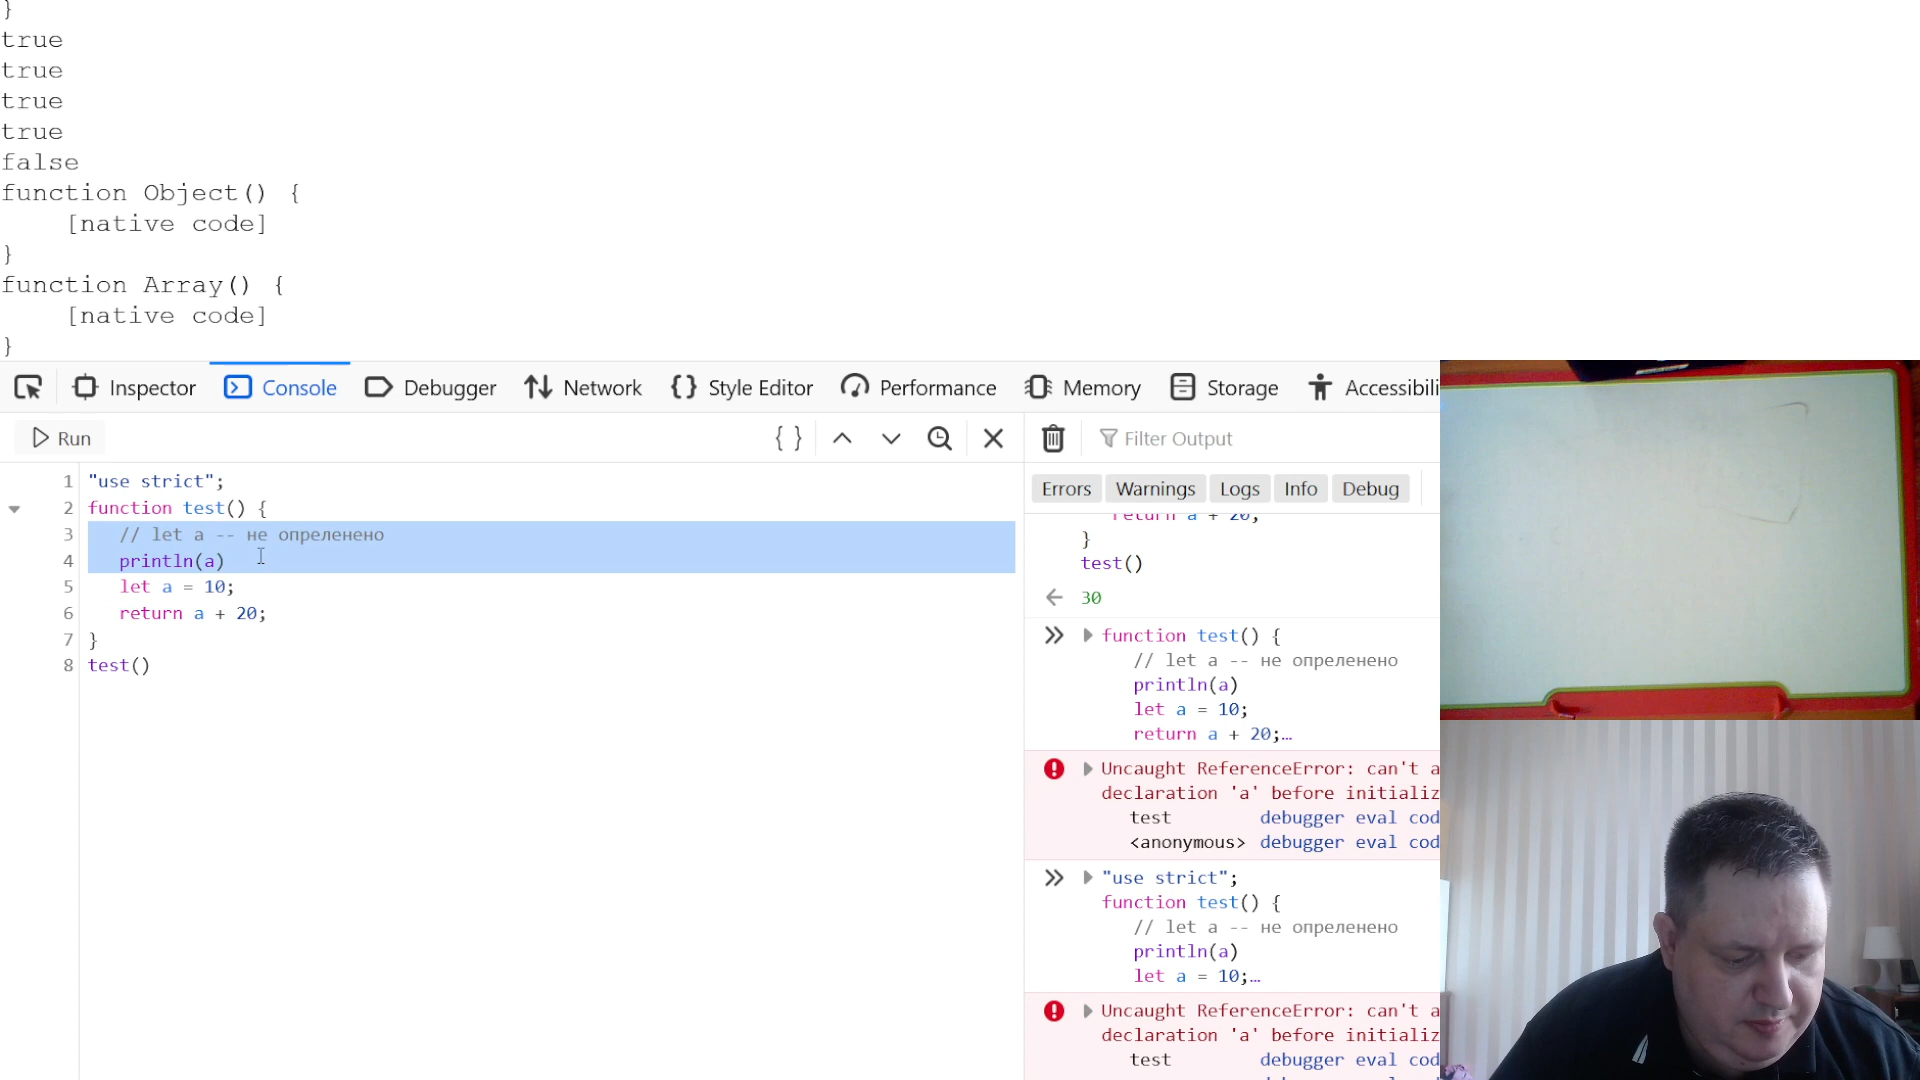 }
true
true
true
true
false
function Object() {
    [native code]
}
function Array() {
    [native code]
}
Inspector Console Debugger Network Style Editor Performance Memory Storage Accessibili
Run
Filter Output
Errors Warnings Logs Info Debug
1 "use strict";
2 function test() {
3 // let a -- не опреленено
4 println(a)
5 let a = 10;
6 return a + 20;
7 }
8 test()
return a + 20;
}
test()
30
function test() {
// let a -- не опреленено
println(a)
let a = 10;
return a + 20;…
Uncaught ReferenceError: can't a
declaration 'a' before initializ
test debugger eval cod
<anonymous> debugger eval cod
"use strict";
function test() {
// let a -- не опреленено
println(a)
let a = 10;…
Uncaught ReferenceError: can't a
declaration 'a' before initializ
test debugger eval cod